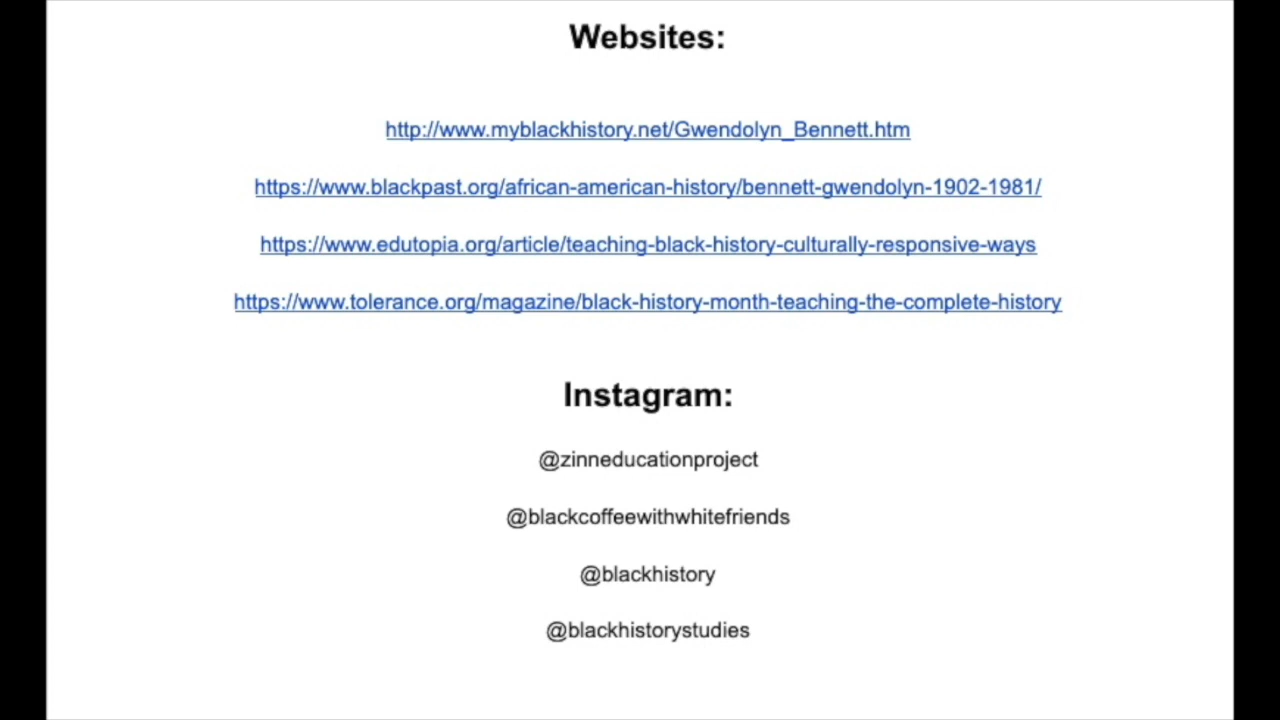 Websites:
http://www.myblackhistory.net/Gwendolyn_Bennett.htm
https://www.blackpast.org/african-american-history/bennett-gwendolyn-1902-1981/
https://www.edutopia.org/article/teaching-black-history-culturally-responsive-ways
https://www.tolerance.org/magazine/black-history-month-teaching-the-complete-history
Instagram:
@zinneducationproject
@blackcoffeewithwhitefriends
@blackhistory
@blackhistorystudies